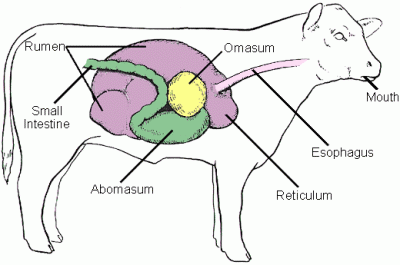 Rumen
Omasum
Mouth
Small
Intestine
Esophagus
Abomasum
Reticulum